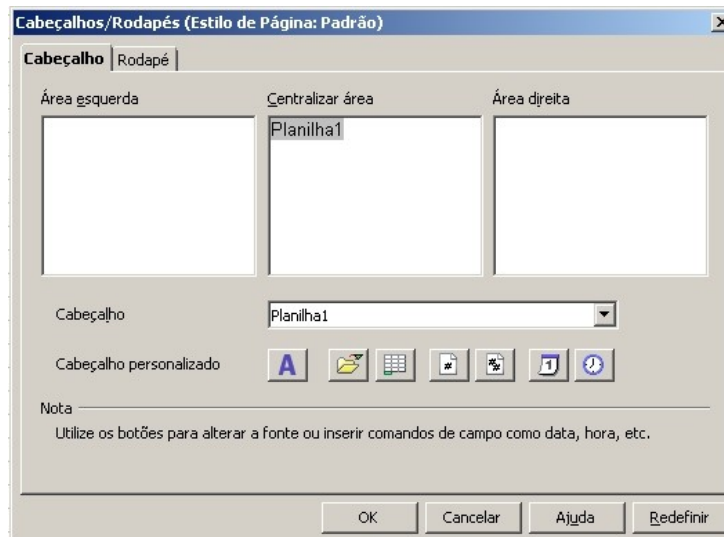 Cabeçalhos/Rodapés (Estilo de Página: Padrão)
Cabeçalho Rodapé
Área esquerda Centralizar área Área direita
Planilha1
Cabeçalho Planilha1
Cabeçalho personalizado A # # 1
Nota
Utilize os botões para alterar a fonte ou inserir comandos de campo como data, hora, etc.
OK Cancelar Ajuda Redefinir